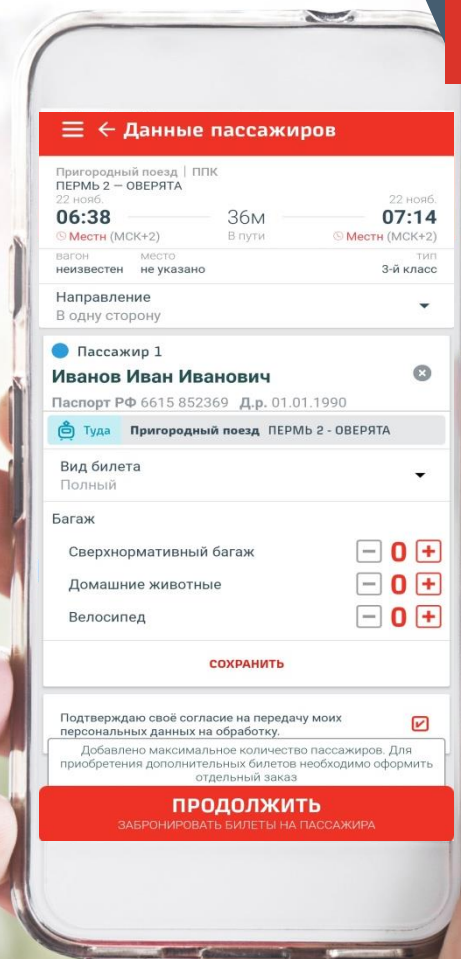 Данные пассажиров
Пригородный поезд | ППК
ПЕРМЬ 2 — ОВЕРЯТА
22 нояб. 22 нояб.
06:38 36м 07:14
Местн (МСК+2) В пути Местн (МСК+2)
вагон место тип
неизвестен не указано 3-й класс
Направление
В одну сторону
Пассажир 1
Иванов Иван Иванович
Паспорт РФ 6615 852369 Д.р. 01.01.1990
Туда Пригородный поезд ПЕРМЬ 2 - ОВЕРЯТА
Вид билета
Полный
Багаж
Сверхнормативный багаж — 0 +
Домашние животные — 0 +
Велосипед — 0 +
СОХРАНИТЬ
Подтверждаю своё согласие на передачу моих
персональных данных на обработку.
Добавлено максимальное количество пассажиров. Для
приобретения дополнительных билетов необходимо оформить
отдельный заказ
ПРОДОЛЖИТЬ
ЗАБРОНИРОВАТЬ БИЛЕТЫ НА ПАССАЖИРА